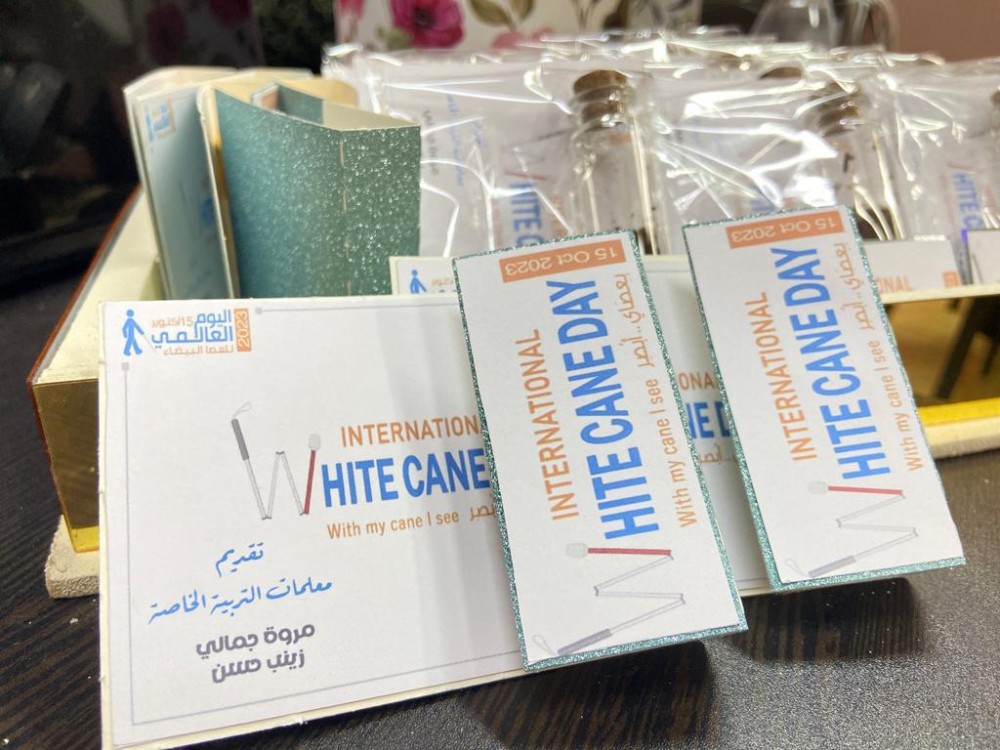 اليوم 15 أكتوبر
العالمي
للعصا البيضاء
2023
INTERNATION
WHITE CANE
With my cane I see
تقديم
معلمات التربية الخاصة
مروة جمالي
زينب حسن
15 Oct 2023
INTERNATIONAL
WHITE CANE DAY
With my cane I see بعصاي.. أبصر
15 Oct 2023
INTERNATIONAL
WHITE CANE DAY
With my cane I see بعصاي.. أبصر